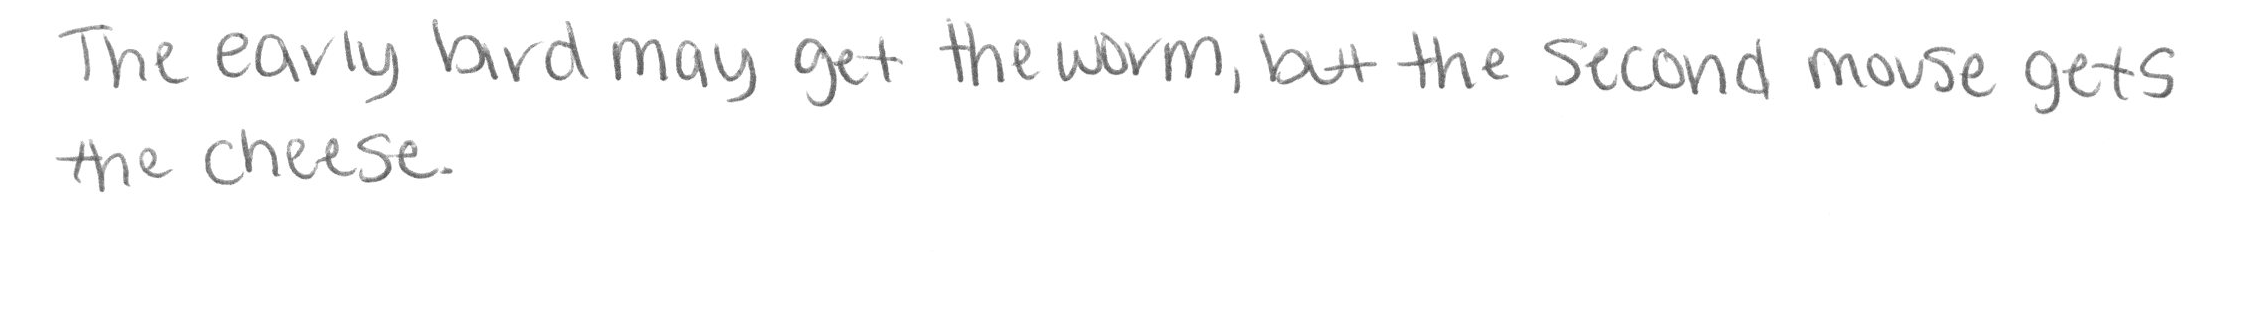 The early bird may get the worm, but the second mouse gets
the cheese.